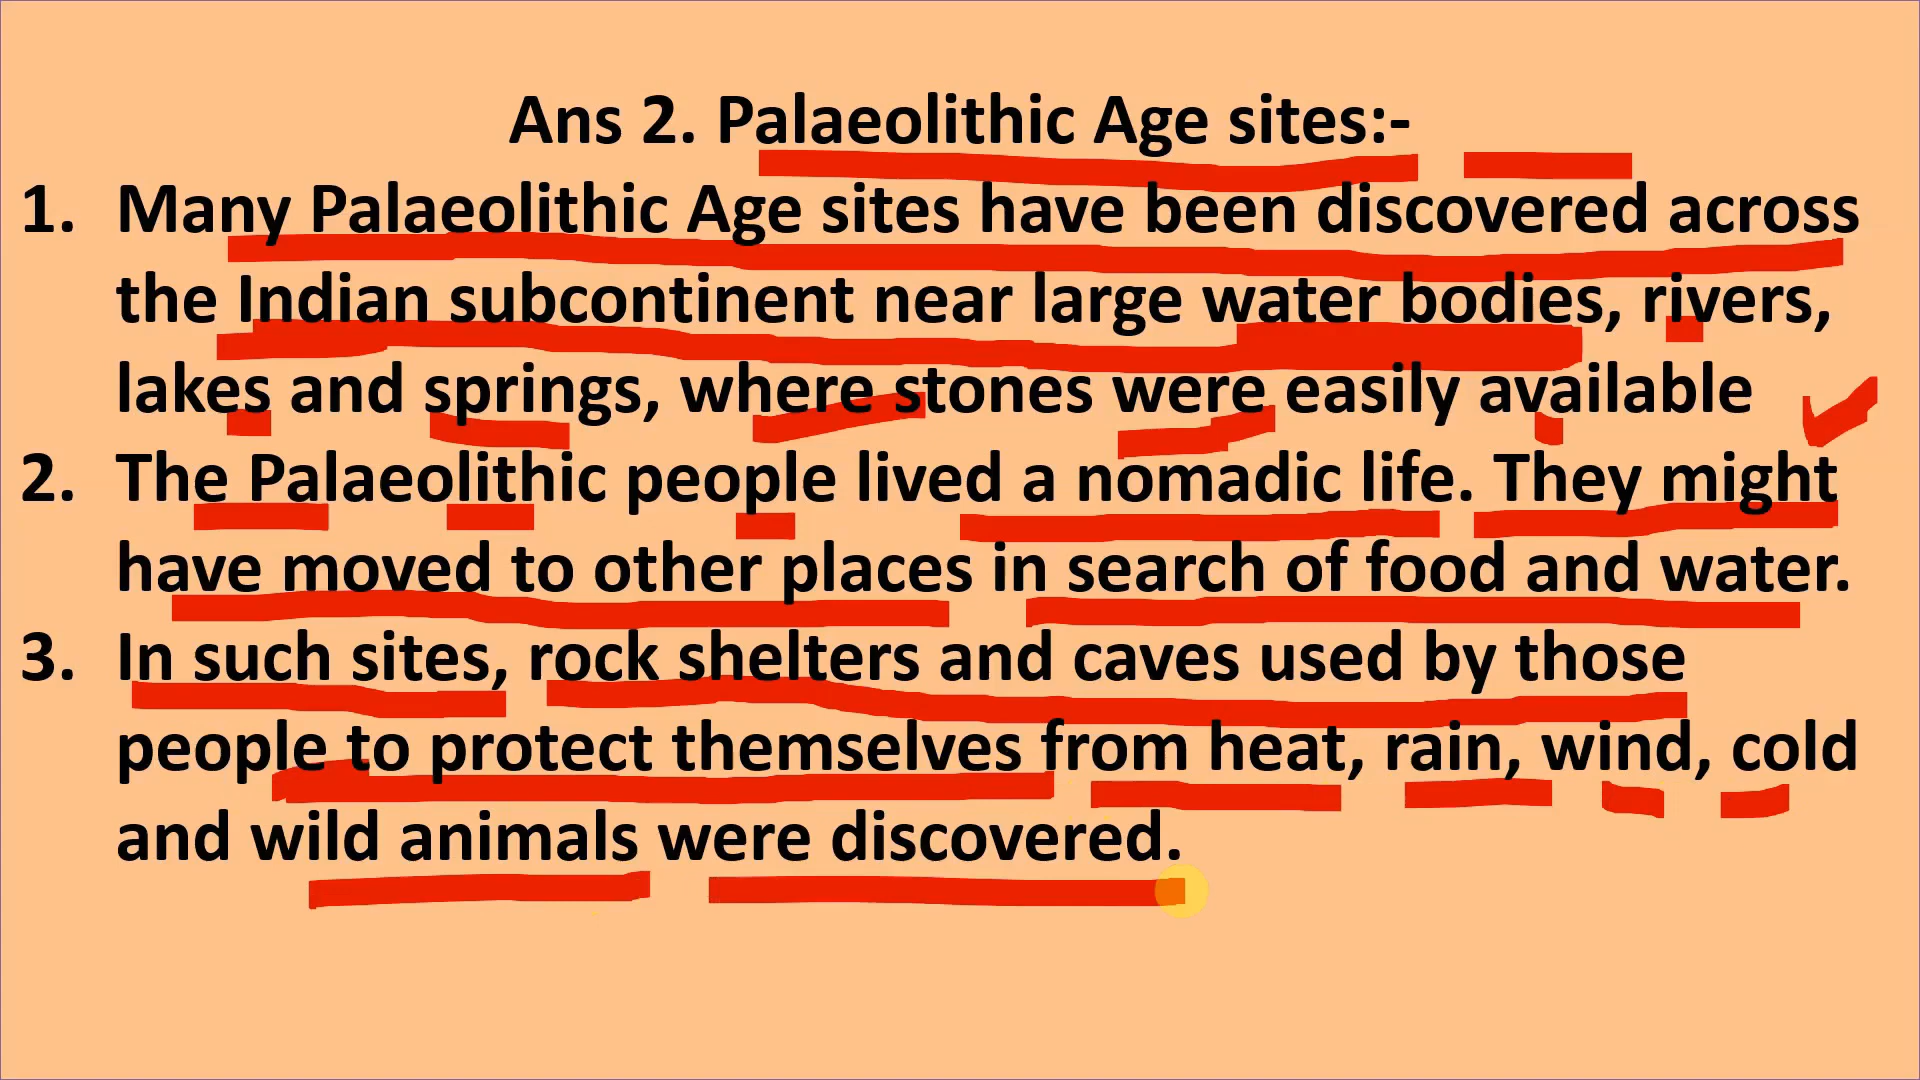 Ans 2. Palaeolithic Age sites:-
1. Many Palaeolithic Age sites have been discovered across
the Indian subcontinent near large water bodies, rivers,
lakes and springs, where stones were easily available
2. The Palaeolithic people lived a nomadic life. They might
have moved to other places in search of food and water.
3. In such sites, rock shelters and caves used by those
people to protect themselves from heat, rain, wind, cold
and wild animals were discovered.